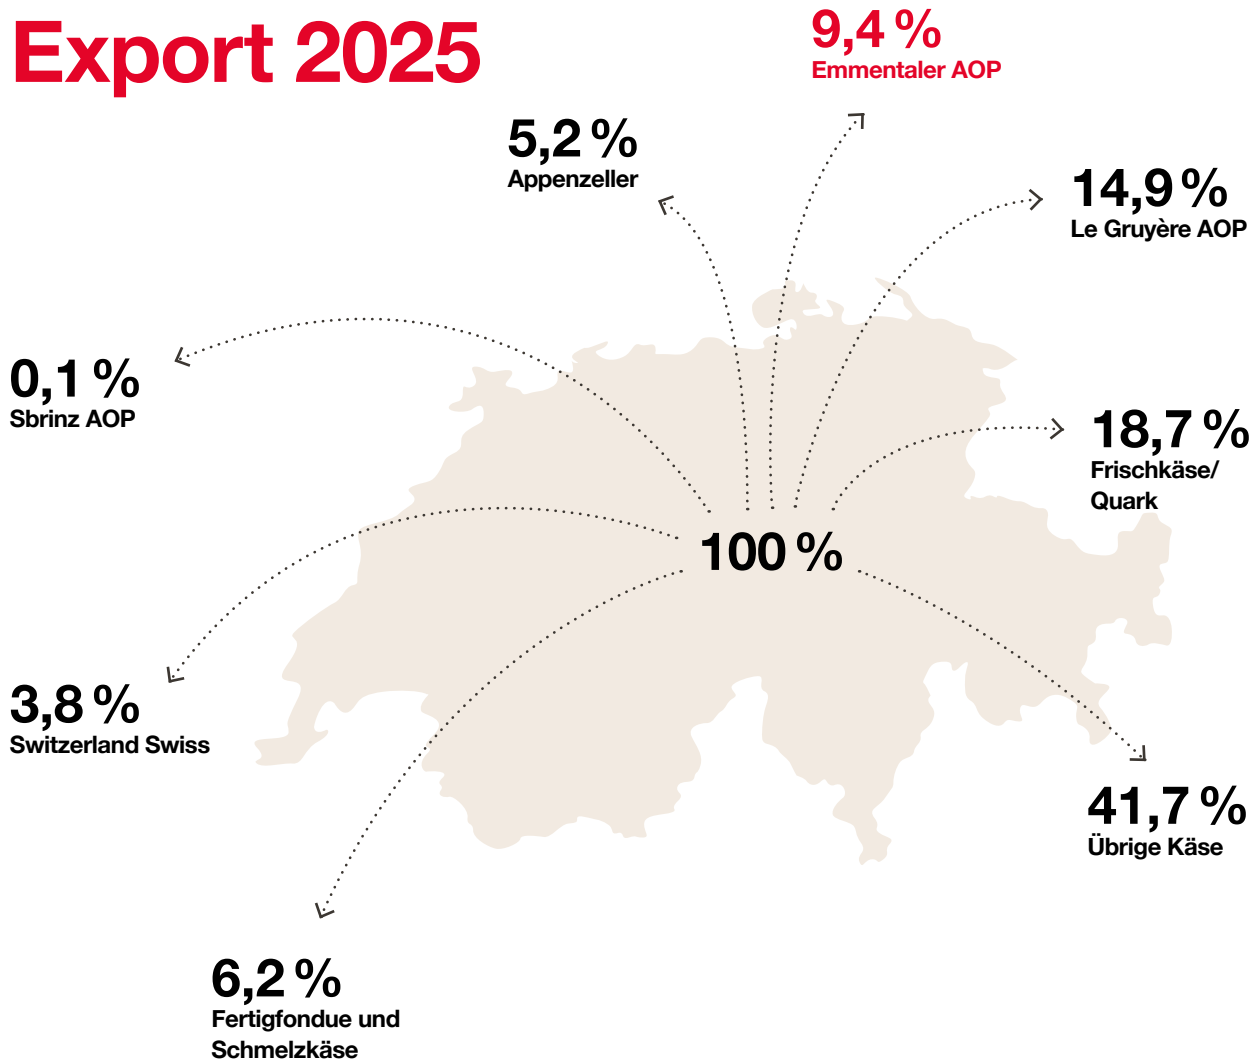 Export 2025
9,4 %
Emmentaler AOP
5,2 %
Appenzeller
14,9 %
Le Gruyère AOP
0,1 %
Sbrinz AOP
18,7 %
Frischkäse/
Quark
100 %
3,8 %
Switzerland Swiss
41,7 %
Übrige Käse
6,2 %
Fertigfondue und
Schmelzkäse